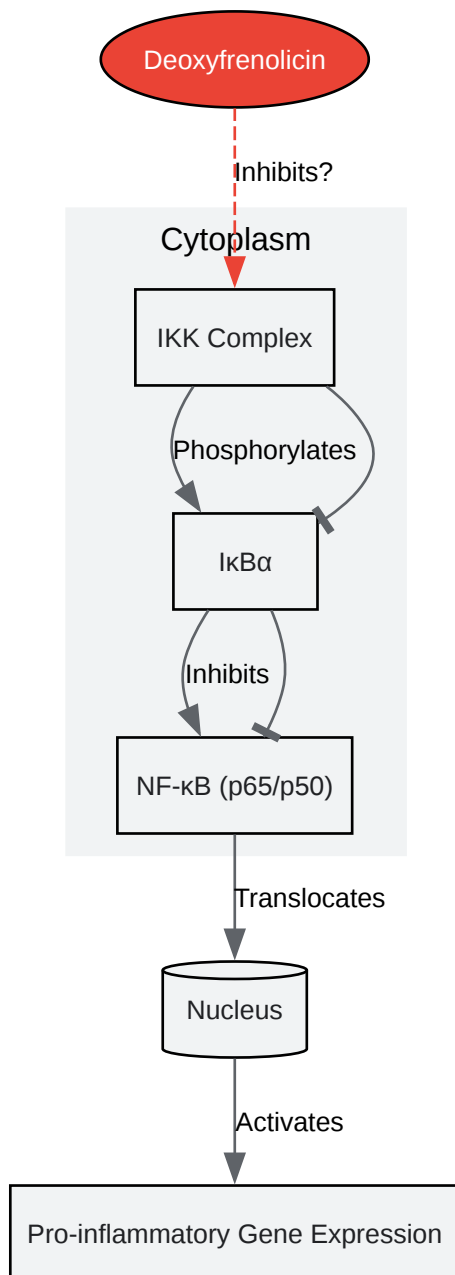 Deoxyfrenolicin
Inhibits?
Cytoplasm
IKK Complex
Phosphorylates
IκBα
Inhibits
NF-κB (p65/p50)
Translocates
Nucleus
Activates
Pro-inflammatory Gene Expression